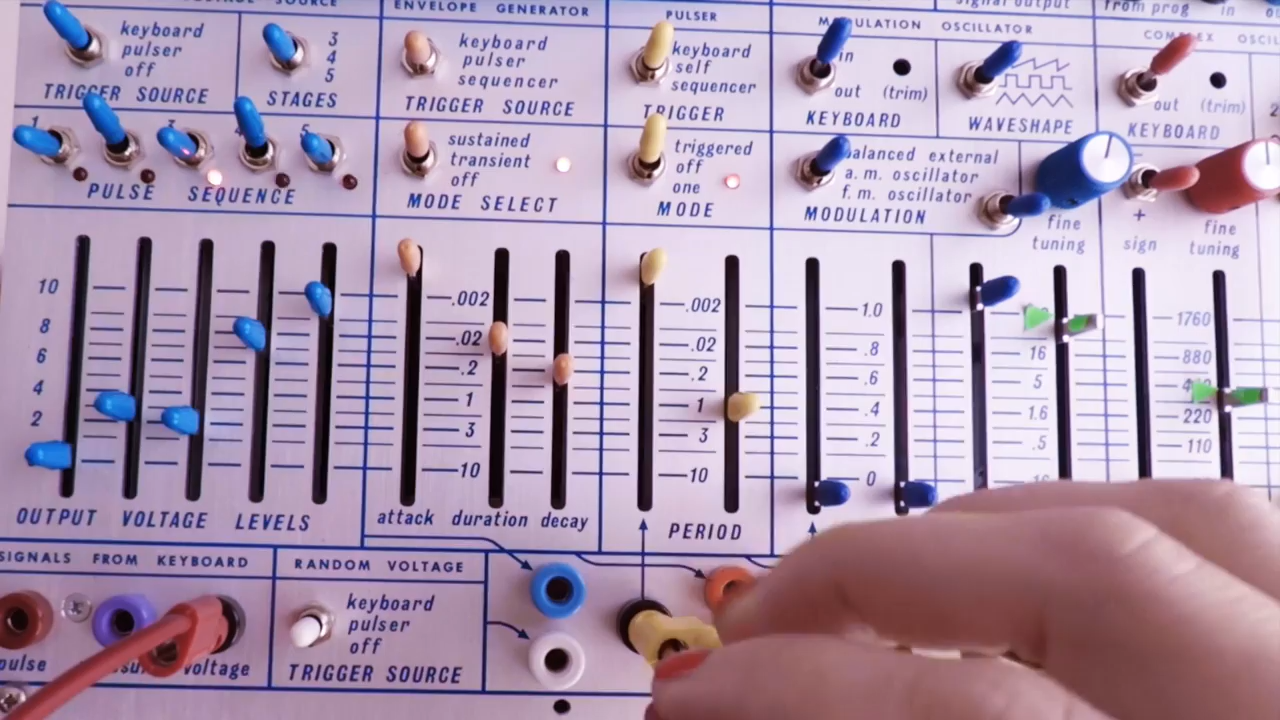 SOURCE
ENVELOPE GENERATOR
PULSER
MODULATION OSCILLATOR
signal output
from prog in
keyboard
pulser
off
TRIGGER SOURCE
3
4
5
STAGES
keyboard
pulser
sequencer
TRIGGER SOURCE
keyboard
self
sequencer
TRIGGER
in
out (trim)
KEYBOARD
WAVESHAPE
out (trim)
KEYBOARD
PULSE SEQUENCE
sustained
transient
off
MODE SELECT
triggered
off
one
MODE
balanced external
a.m. oscillator
f.m. oscillator
MODULATION
fine
tuning
+
sign
fine
tuning
10
8
6
4
2
OUTPUT VOLTAGE LEVELS
.002
.02
.2
1
3
10
attack duration decay
.002
.02
.2
1
3
10
PERIOD
1.0
.8
.6
.4
.2
0
16
5
1.6
.5
1760
880
220
110
SIGNALS FROM KEYBOARD
pulse
voltage
RANDOM VOLTAGE
keyboard
pulser
off
TRIGGER SOURCE